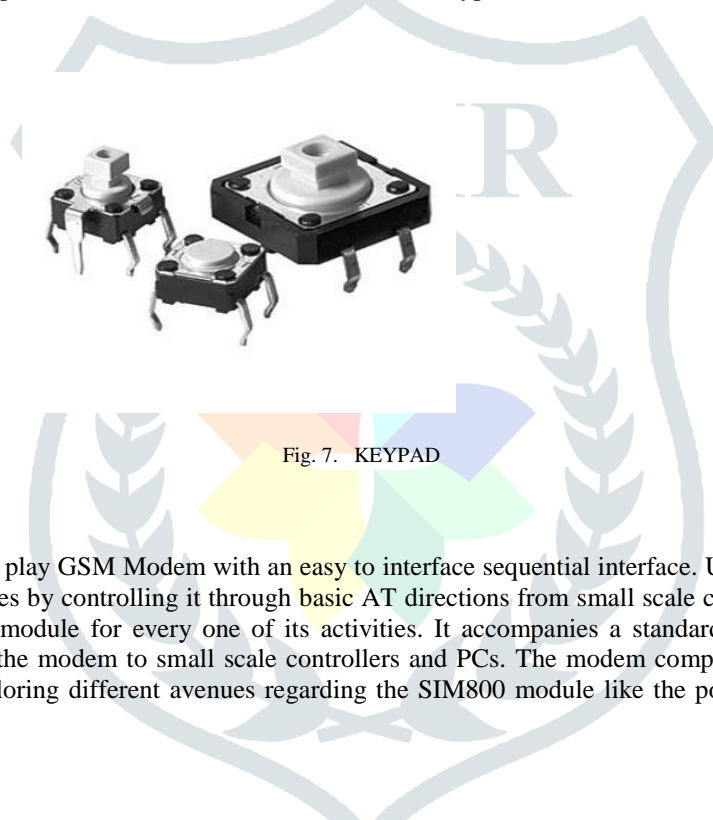 R
Fig. 7. KEYPAD
play GSM Modem with an easy to interface sequential interface. U
es by controlling it through basic AT directions from small scale c
module for every one of its activities. It accompanies a standard
the modem to small scale controllers and PCs. The modem comp
loring different avenues regarding the SIM800 module like the po